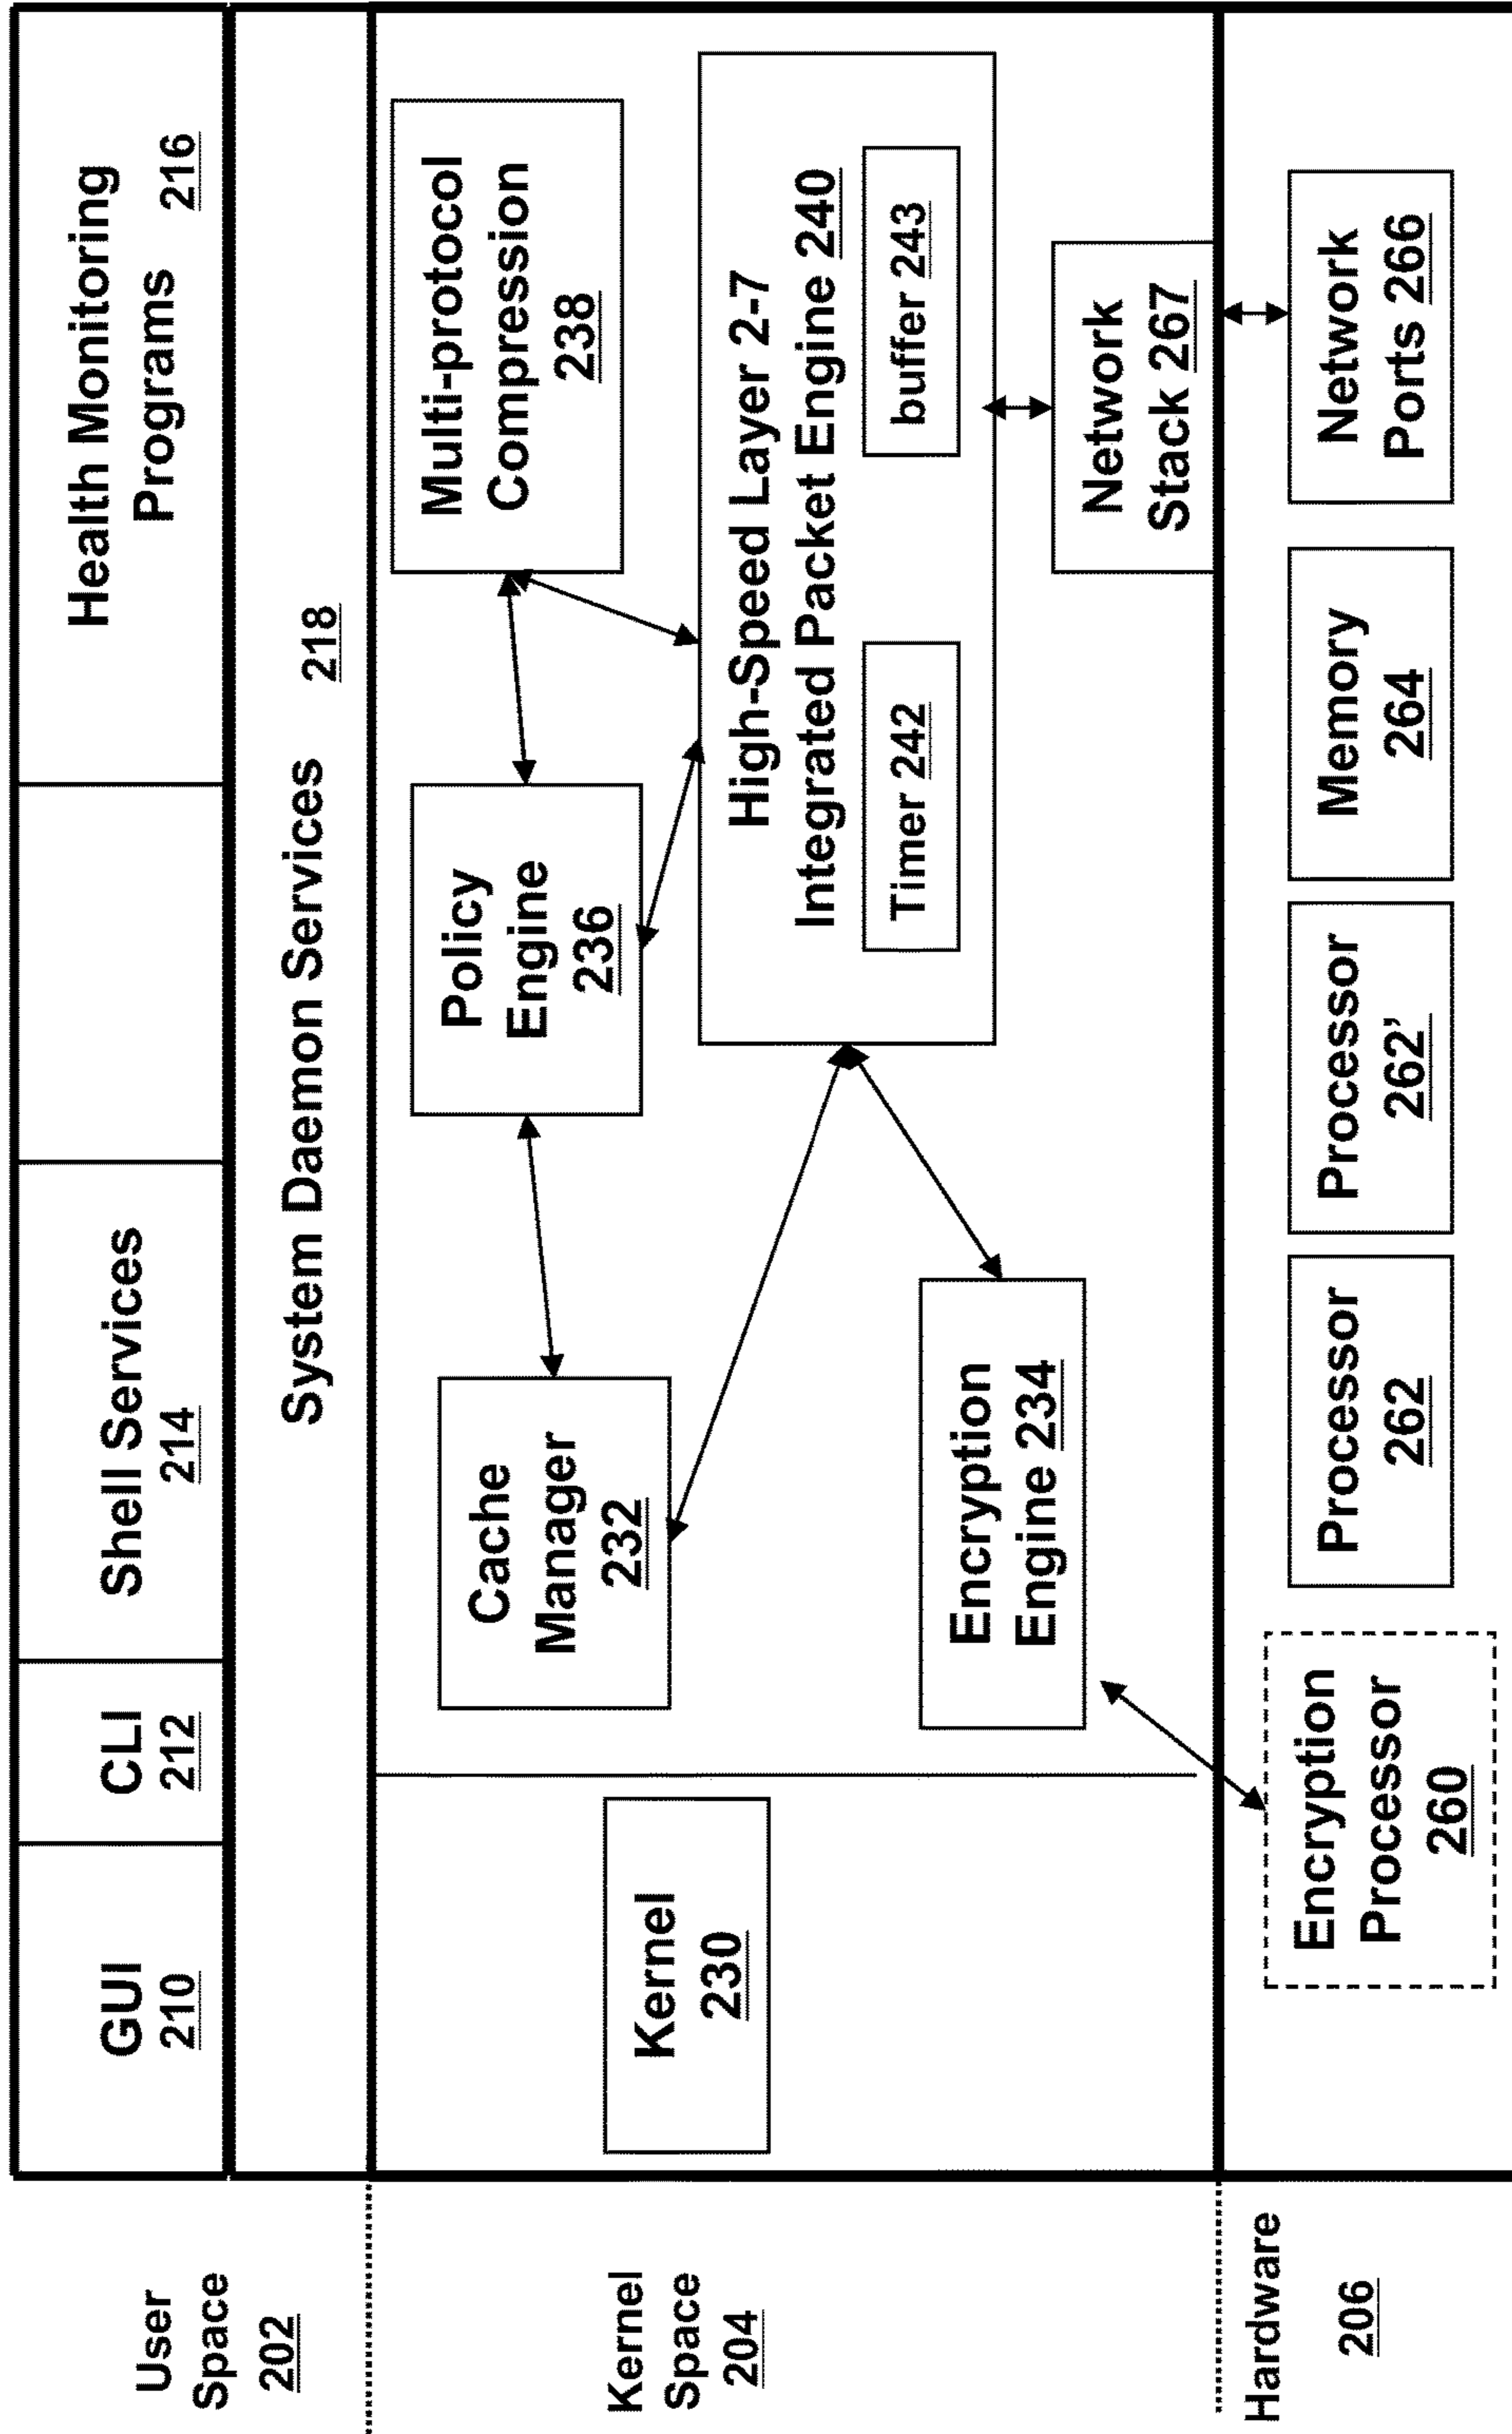 User
Space
202
GUI
210
CLI
212
Shell Services
214
Health Monitoring
Programs 216
System Daemon Services 218
Kernel
Space
204
Kernel
230
Cache
Manager
232
Policy
Engine
236
Multi-protocol
Compression
238
High-Speed Layer 2-7
Integrated Packet Engine 240
Timer 242
buffer 243
Encryption
Engine 234
Network
Stack 267
Hardware
206
Encryption
Processor
260
Processor
262
Processor
262’
Memory
264
Network
Ports 266